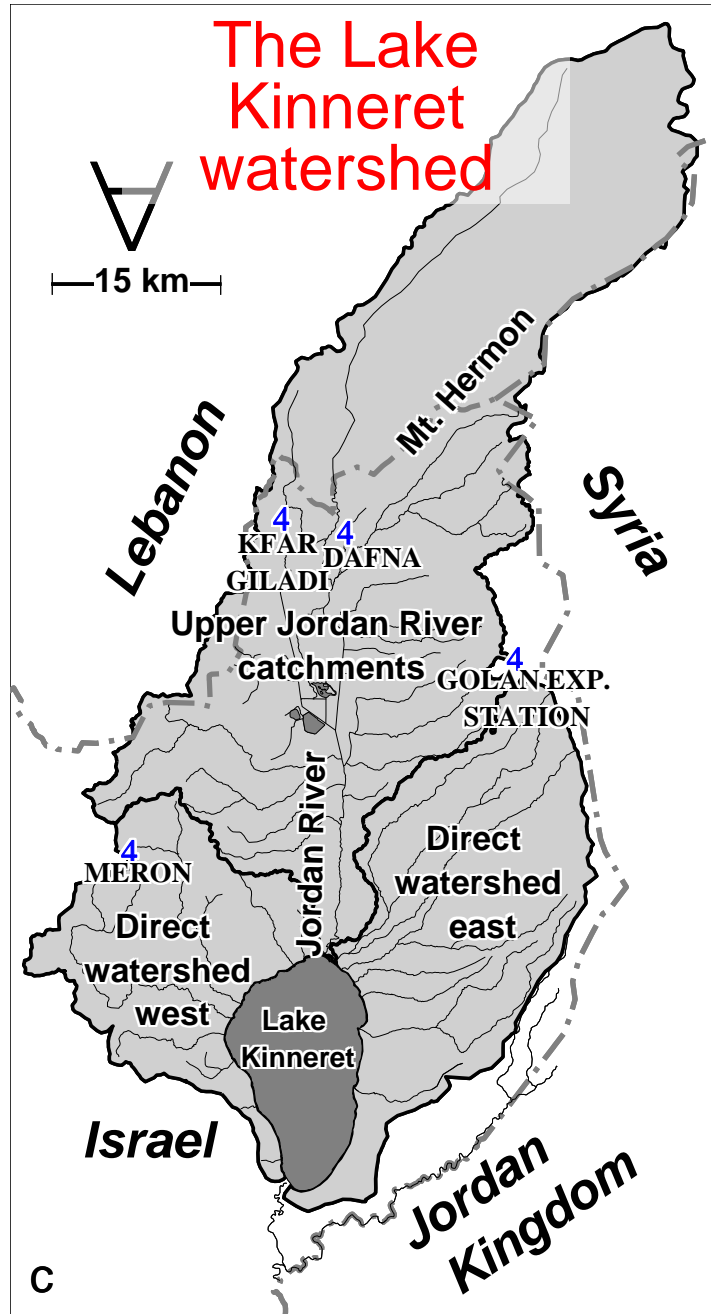 The Lake
Kinneret
watershed
15 km
Mt. Hermon
Lebanon
Syria
4
KFAR
GILADI
4
DAFNA
Upper Jordan River
catchments
4
GOLAN EXP.
STATION
Jordan River
4
MERON
Direct
watershed
east
Direct
watershed
west
Lake
Kinneret
Israel
Jordan
Kingdom
C